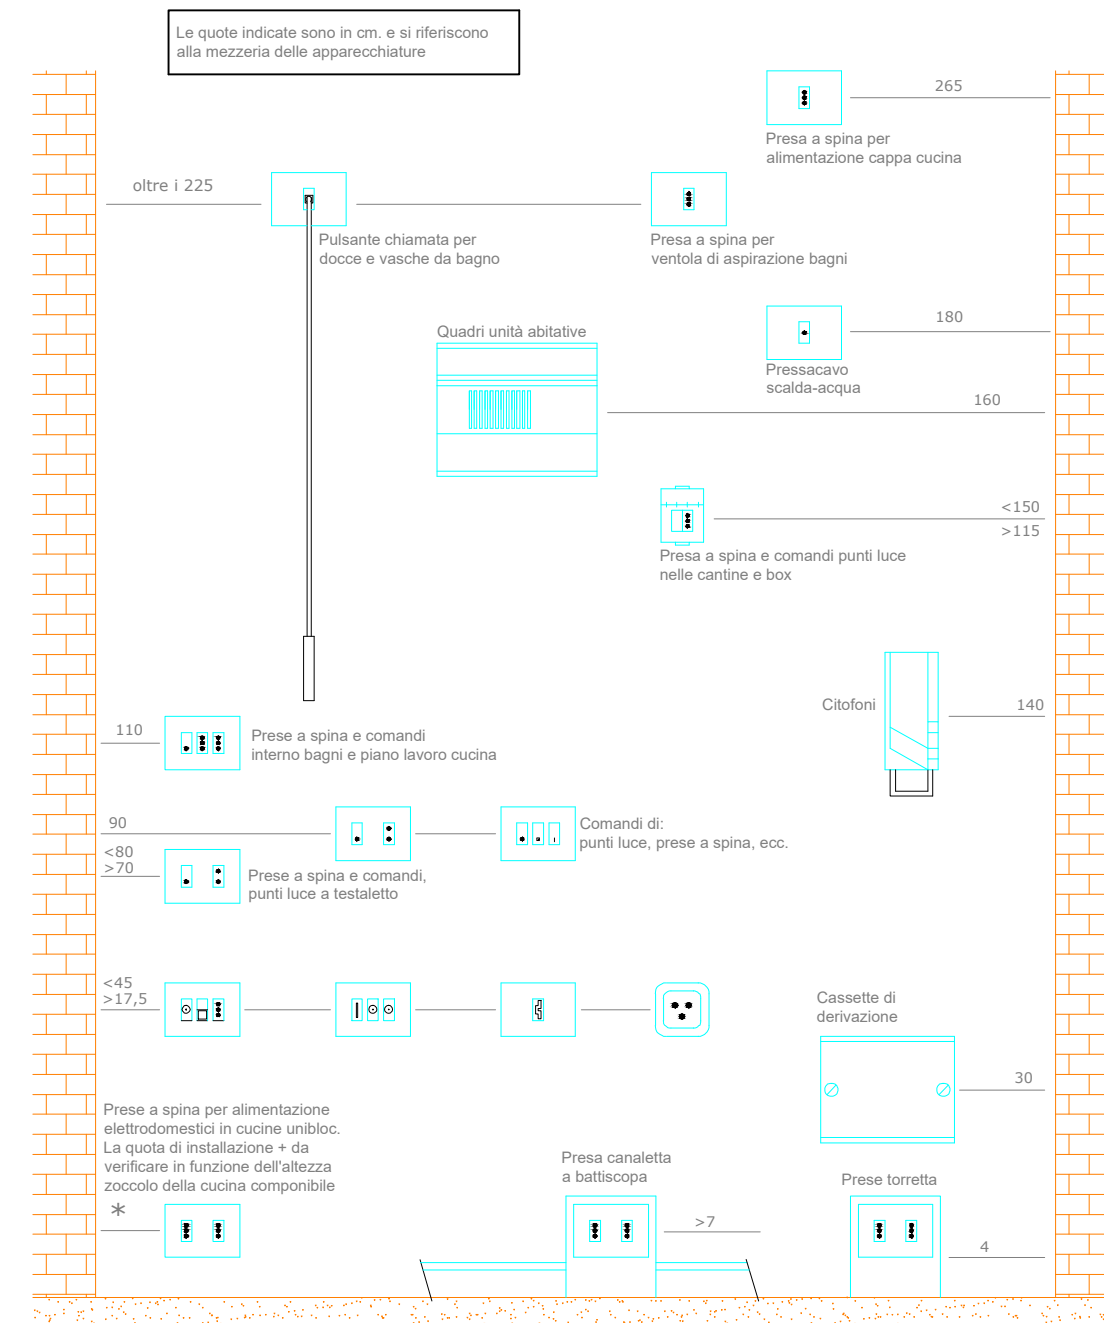 Le quote indicate sono in cm. e si riferiscono
alla mezzeria delle apparecchiature
265
Presa a spina per
alimentazione cappa cucina
oltre i 225
Pulsante chiamata per
docce e vasche da bagno
Presa a spina per
ventola di aspirazione bagni
Quadri unità abitative
180
Pressacavo
scalda-acqua
160
<150
>115
Presa a spina e comandi punti luce
nelle cantine e box
Citofoni
140
110
Prese a spina e comandi
interno bagni e piano lavoro cucina
90
Comandi di:
punti luce, prese a spina, ecc.
<80
>70
Prese a spina e comandi,
punti luce a testaletto
<45
>17,5
Cassette di
derivazione
30
Prese a spina per alimentazione
elettrodomestici in cucine unibloc.
La quota di installazione + da
verificare in funzione dell'altezza
zoccolo della cucina componibile
*
Presa canaletta
a battiscopa
>7
Prese torretta
4